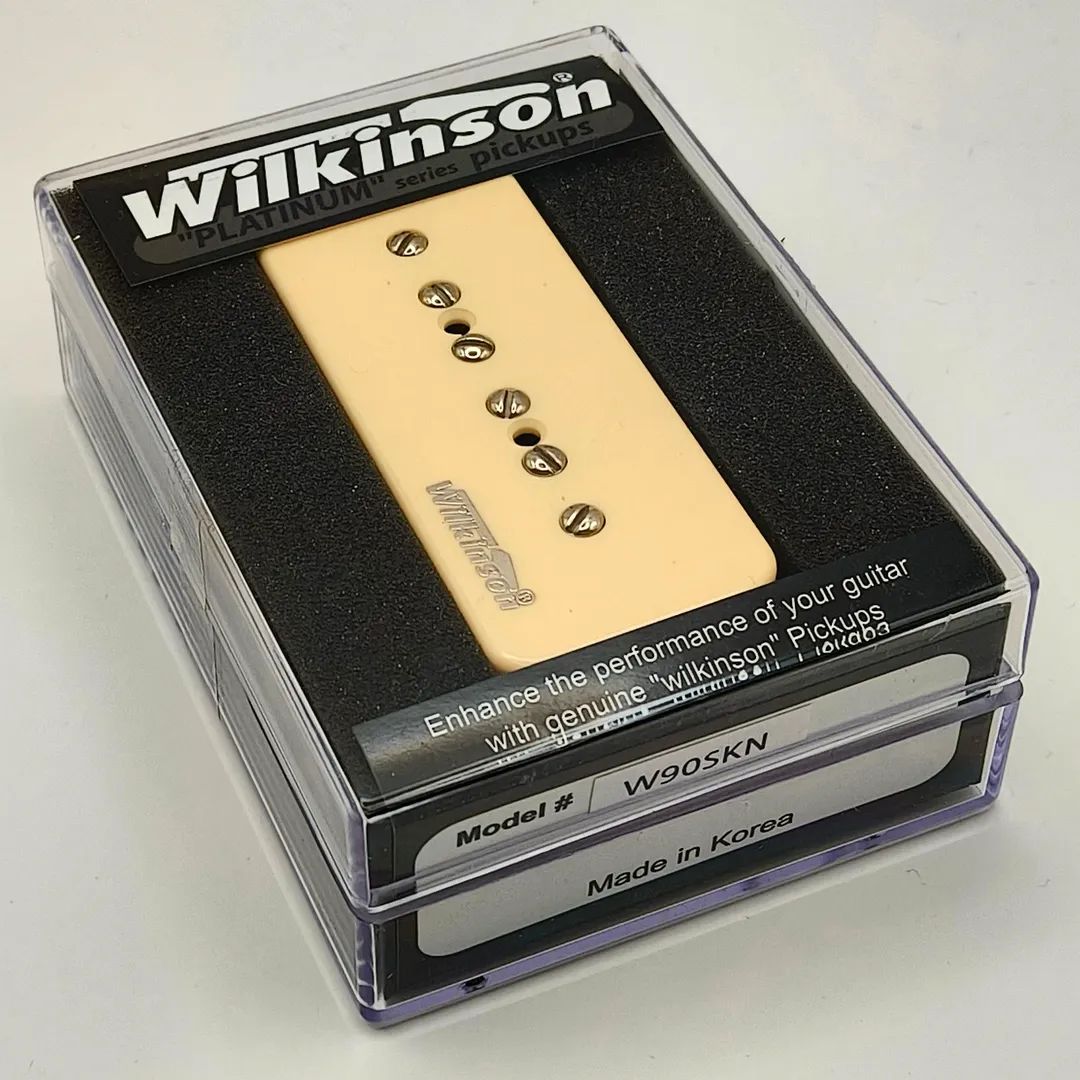 Wilkinson®
"PLATINUM" series pickups
Wilkinson®
Enhance the performance of your guitar
with genuine "wilkinson" Pickups
Model # W90SKN
Made in Korea